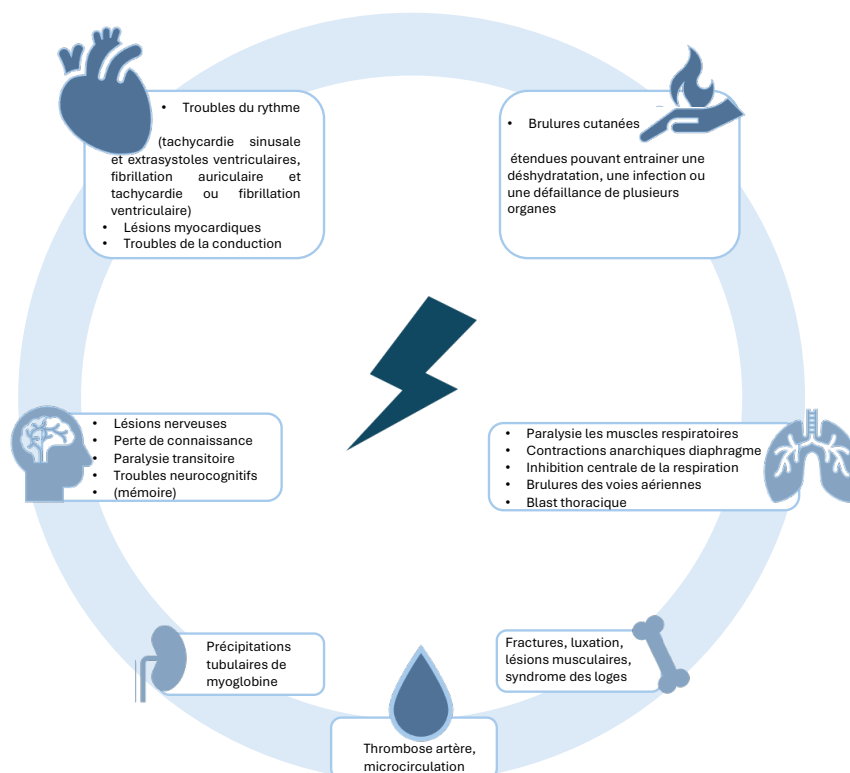 • Troubles du rythme
(tachycardie sinusale
et extrasystoles ventriculaires,
fibrillation auriculaire et
tachycardie ou fibrillation
ventriculaire)
• Lésions myocardiques
• Troubles de la conduction
• Brulures cutanées
étendues pouvant entrainer une
déshydratation, une infection ou
une défaillance de plusieurs
organes
• Lésions nerveuses
• Perte de connaissance
• Paralysie transitoire
• Troubles neurocognitifs
• (mémoire)
• Paralysie les muscles respiratoires
• Contractions anarchiques diaphragme
• Inhibition centrale de la respiration
• Brulures des voies aériennes
• Blast thoracique
Précipitations
tubulaires de
myoglobine
Fractures, luxation,
lésions musculaires,
syndrome des loges
Thrombose artère,
microcirculation